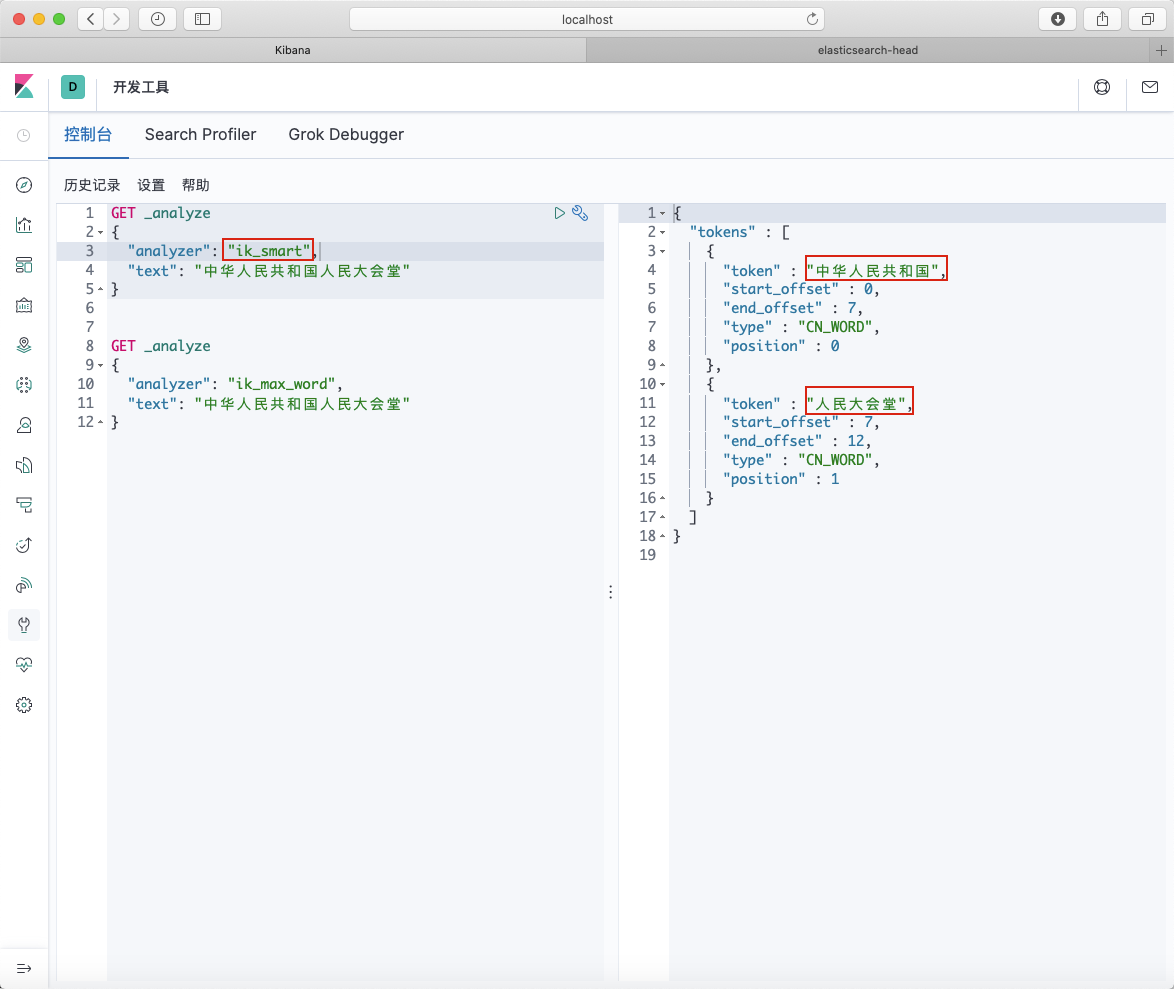 localhost
Kibana
elasticsearch-head
D
开发工具
控制台
Search Profiler
Grok Debugger
历史记录
设置
帮助
1 GET _analyze
2 {
3 "analyzer": "ik_smart",
4 "text": "中华人民共和国人民大会堂"
5 }
6
7
8 GET _analyze
9 {
10 "analyzer": "ik_max_word",
11 "text": "中华人民共和国人民大会堂"
12 }
1 {
2 "tokens" : [
3 {
4 "token" : "中华人民共和国",
5 "start_offset" : 0,
6 "end_offset" : 7,
7 "type" : "CN_WORD",
8 "position" : 0
9 },
10 {
11 "token" : "人民大会堂",
12 "start_offset" : 7,
13 "end_offset" : 12,
14 "type" : "CN_WORD",
15 "position" : 1
16 }
17 ]
18 }
19